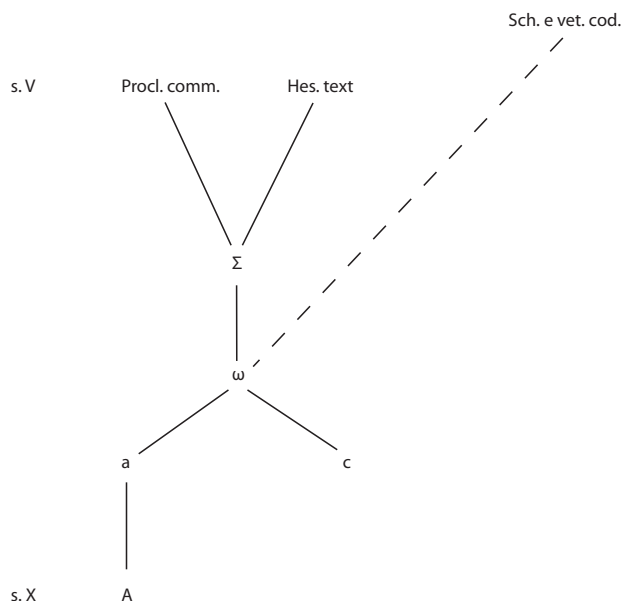 Sch. e vet. cod.
s. V Procl. comm. Hes. text
Σ
ω
a c
s. X A